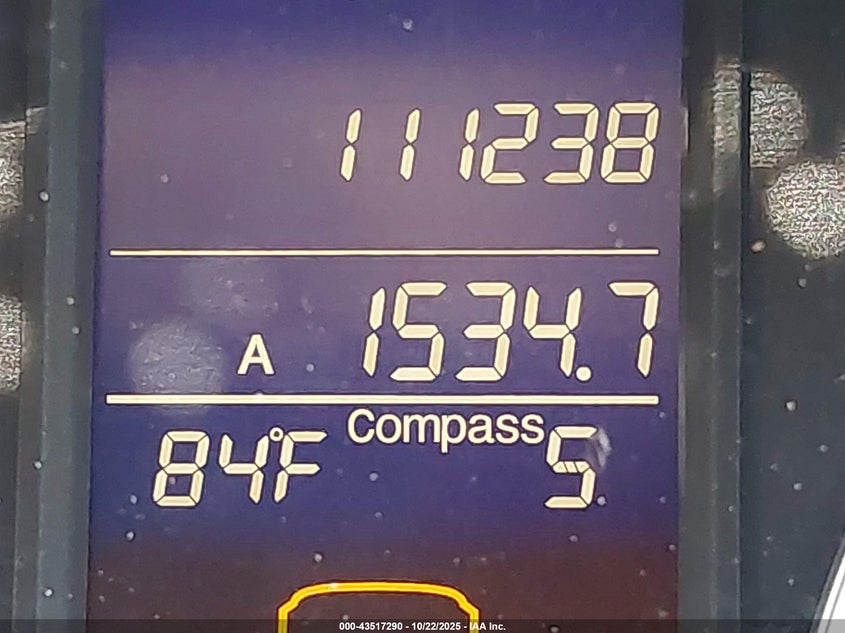 111238
A 1534.7
Compass
84°F S
000-43517290 - 10/22/2025 - IAA Inc.